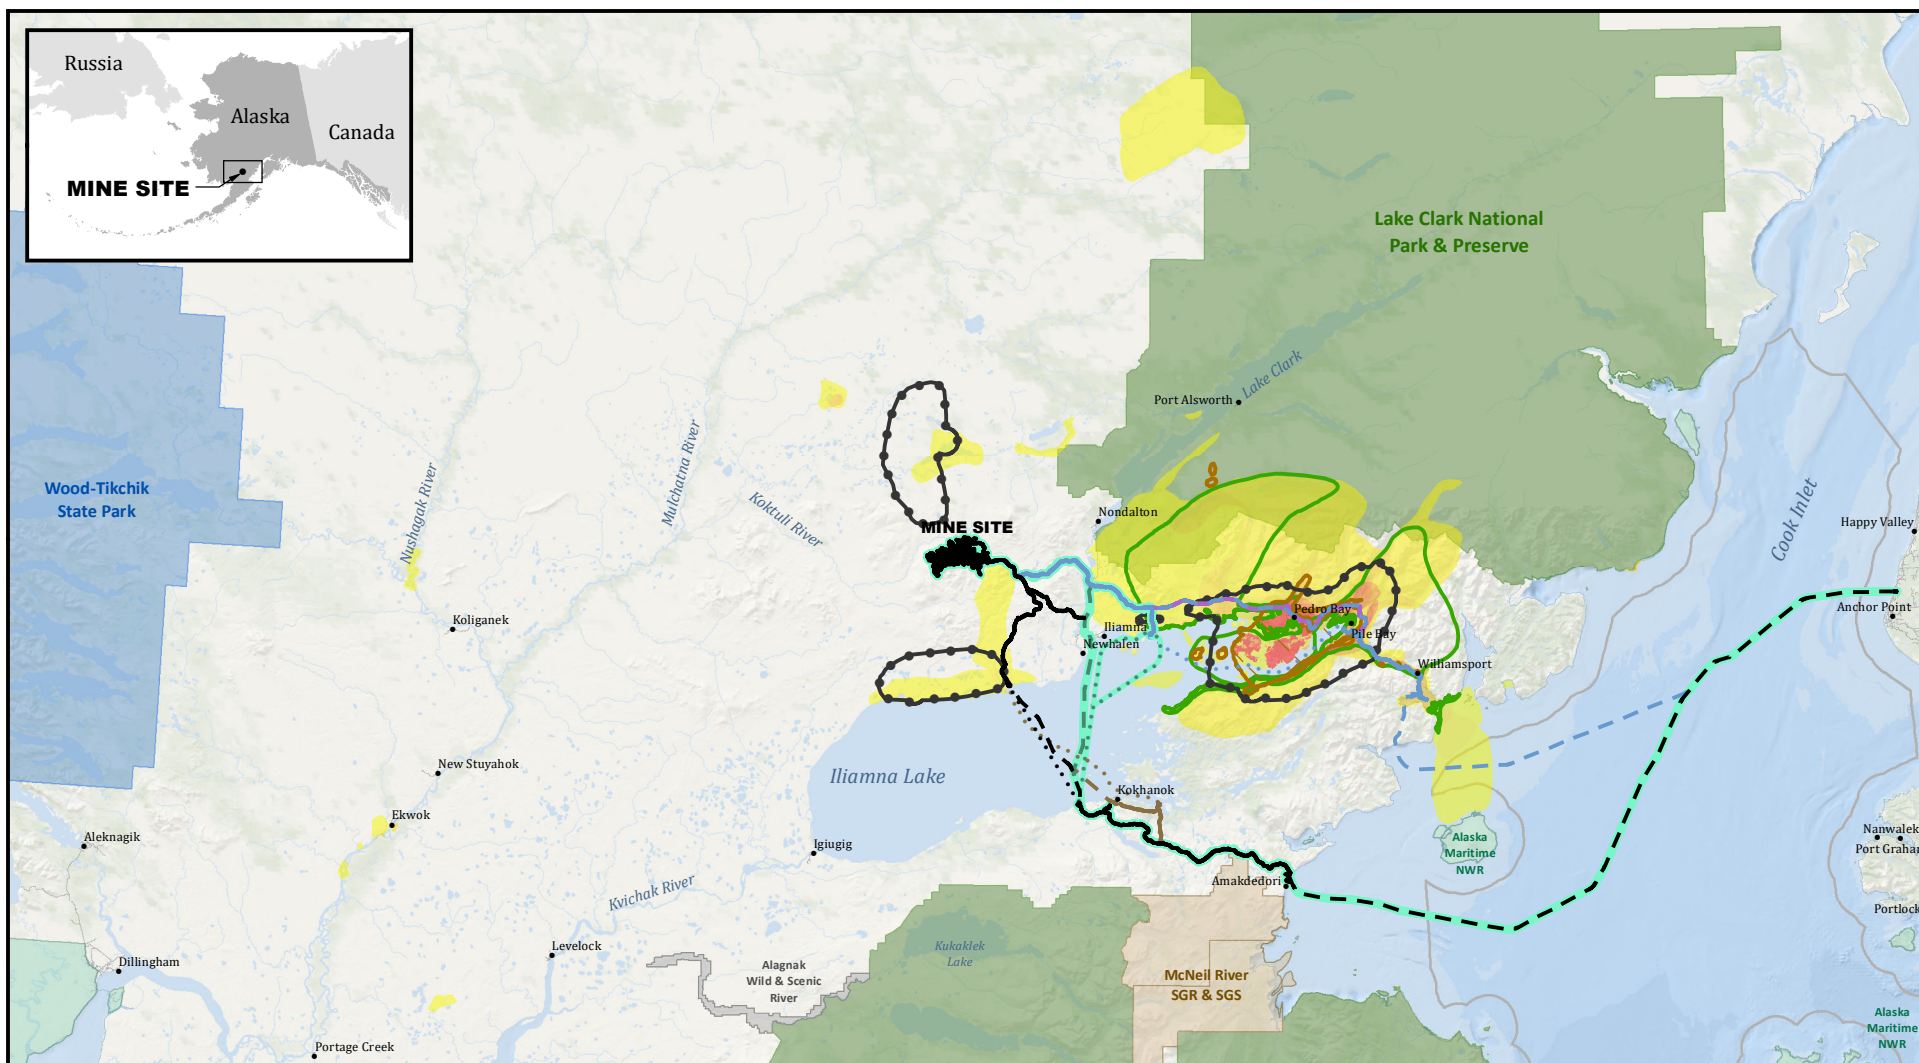 Russia
Alaska
Canada
MINE SITE
Lake Clark National
Park & Preserve
Lake Clark
Port Alsworth
Wood-Tikchik
State Park
Nushagak River
Mulchatna River
Koktuli River
MINE SITE
Nondalton
Cook Inlet
Happy Valley
Anchor Point
Koliganek
Iliamna
Newhalen
Pedro Bay
Pile Bay
Williamsport
New Stuyahok
Iliamna Lake
Kokhanok
Ekwok
Aleknagik
Igiugig
Alaska
Maritime
NWR
Nanwalek
Port Graha
Amakdedori
Kvichak River
Portlock
Levelock
Kukaklek
Lake
Dillingham
Alagnak
Wild & Scenic
River
McNeil River
SGR & SGS
Alaska
Maritime
NWR
Portage Creek